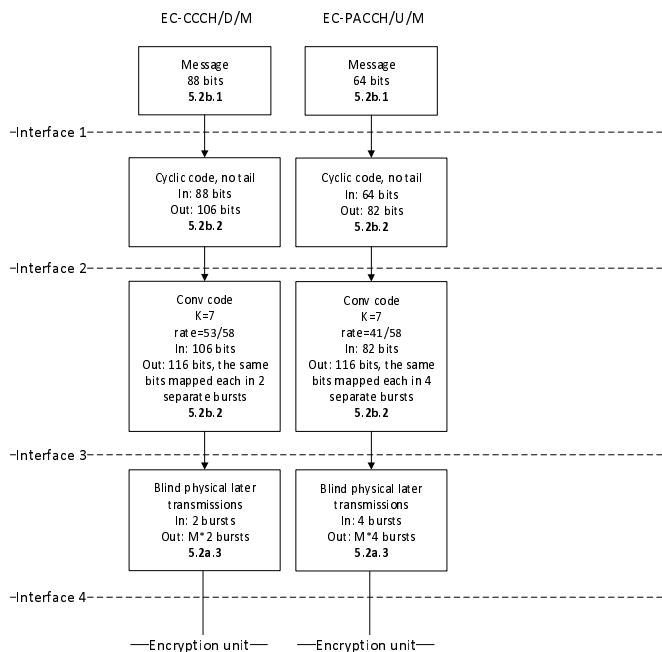 EC-CCCH/D/M
EC-PACCH/U/M
Message
88 bits
5.2b.1
Message
64 bits
5.2b.1
Interface 1
Cyclic code, no tail
In: 88 bits
Out: 106 bits
5.2b.2
Cyclic code, no tail
In: 64 bits
Out: 82 bits
5.2b.2
Interface 2
Conv code
K=7
rate=53/58
In: 106 bits
Out: 116 bits, the same
bits mapped each in 2
separate bursts
5.2b.2
Conv code
K=7
rate=41/58
In: 82 bits
Out: 116 bits, the same
bits mapped each in 4
separate bursts
5.2b.2
Interface 3
Blind physical later
transmissions
In: 2 bursts
Out: M*2 bursts
5.2a.3
Blind physical later
transmissions
In: 4 bursts
Out: M*4 bursts
5.2a.3
Interface 4
Encryption unit
Encryption unit